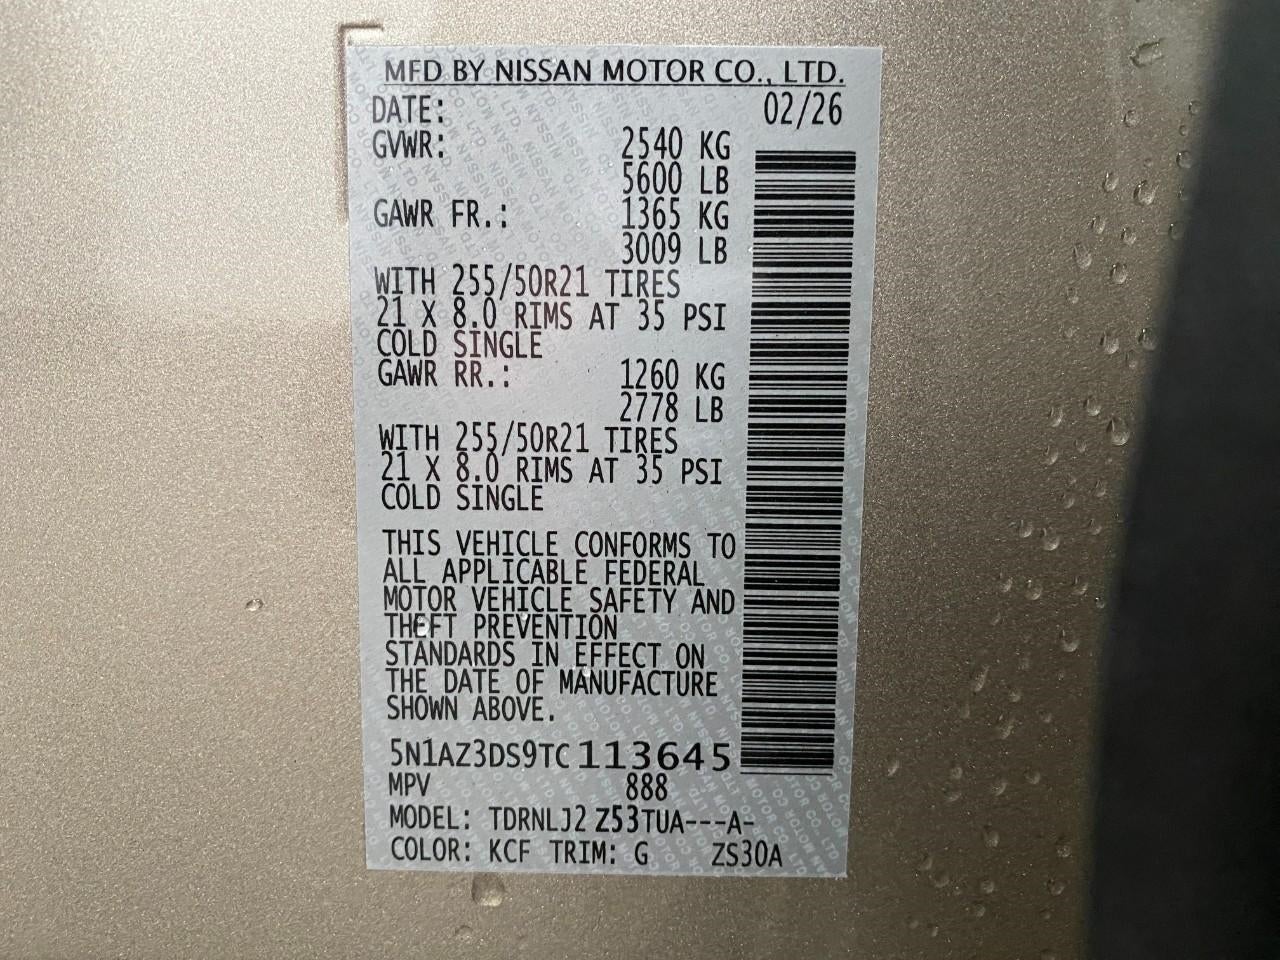 MFD BY NISSAN MOTOR CO., LTD.
DATE: 02/26
GVWR: 2540 KG
5600 LB
GAWR FR.: 1365 KG
3009 LB
WITH 255/50R21 TIRES
21 X 8.0 RIMS AT 35 PSI
COLD SINGLE
GAWR RR.: 1260 KG
2778 LB
WITH 255/50R21 TIRES
21 X 8.0 RIMS AT 35 PSI
COLD SINGLE
THIS VEHICLE CONFORMS TO
ALL APPLICABLE FEDERAL
MOTOR VEHICLE SAFETY AND
THEFT PREVENTION
STANDARDS IN EFFECT ON
THE DATE OF MANUFACTURE
SHOWN ABOVE.
5N1AZ3DS9TC113645
MPV 888
MODEL: TDRNLJ2 Z53TUA---A-
COLOR: KCF TRIM: G ZS30A